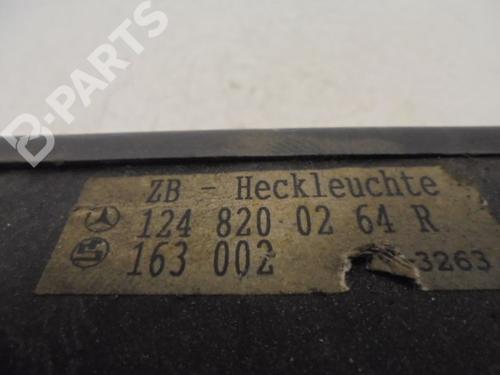 B-PARTS
ZB - Heckleuchte
124 820 02 64 R
163 002
-3263